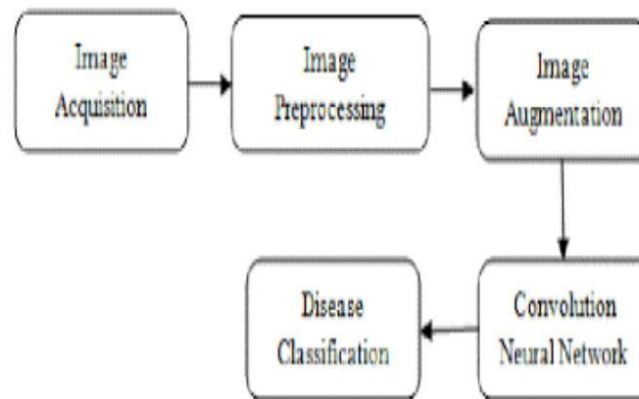 Image
Acquisition
Image
Preprocessing
Image
Augmentation
Convolution
Neural Network
Disease
Classification